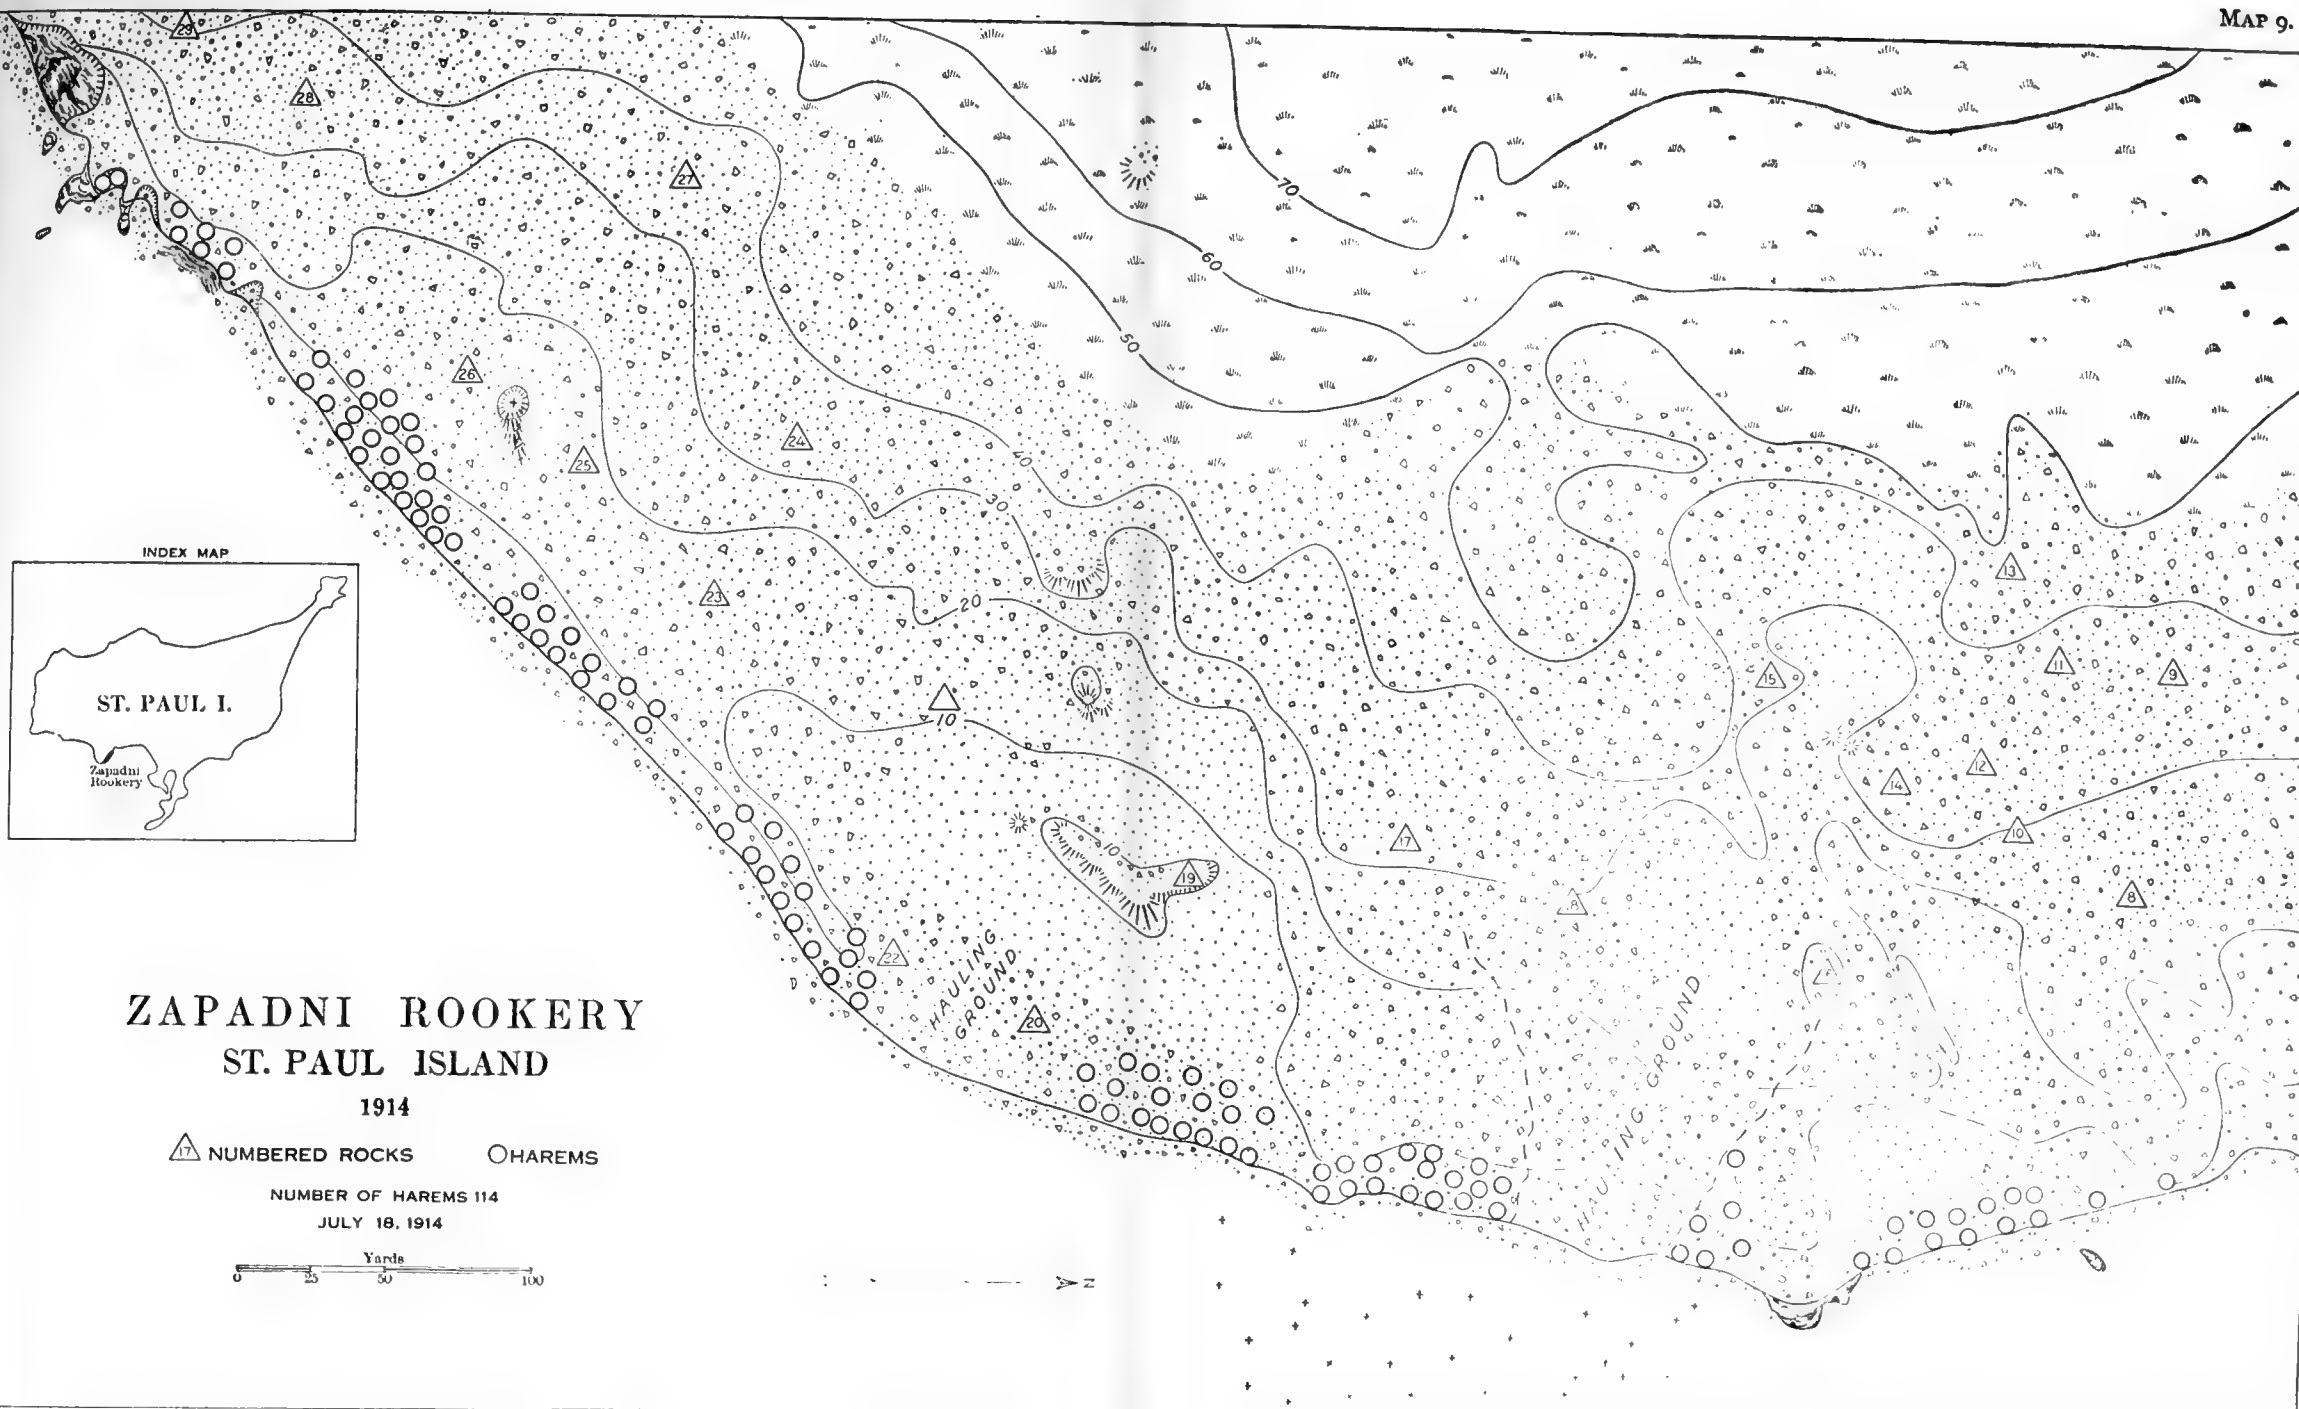 MAP 9.
29
28
27
70
60
50
26
24
25
40
30
INDEX MAP
13
23
20
11
9
15
ST. PAUL I.
10
12
Zapadni
Rookery
14
10
17
10
19
8
18
22
HAULING
GROUND
HAULING GROUND
20
ZAPADNI ROOKERY
ST. PAUL ISLAND
1914
17 NUMBERED ROCKS HAREMS
NUMBER OF HAREMS 114
JULY 18, 1914
Yards
0 25 50 100
N